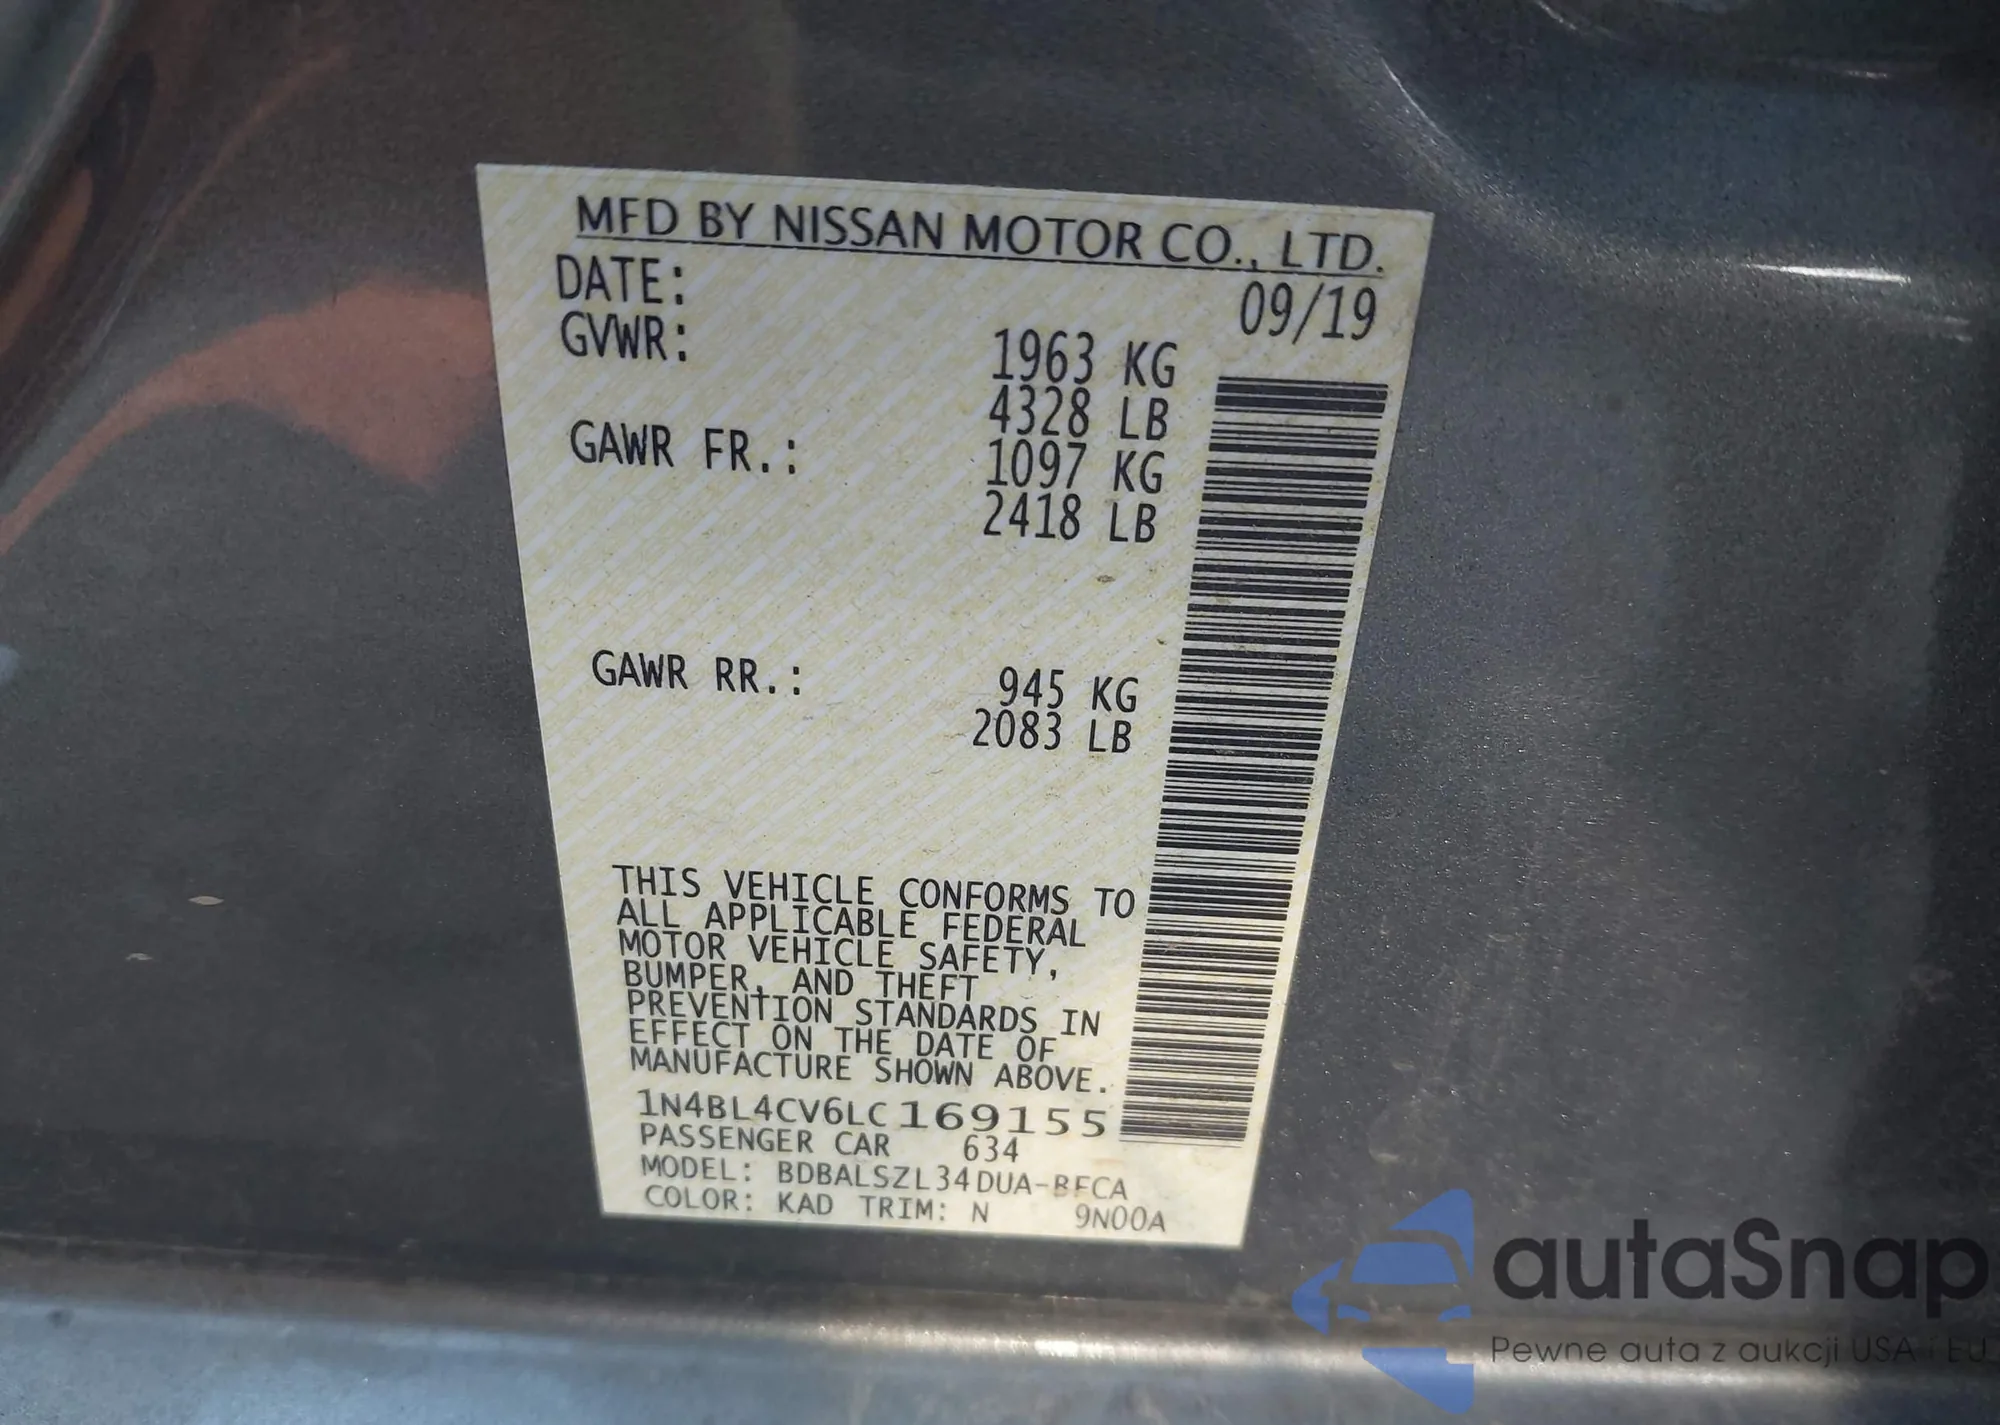 MFD BY NISSAN MOTOR CO., LTD.
DATE: 09/19
GVWR: 1963 KG
4328 LB
GAWR FR.: 1097 KG
2418 LB
GAWR RR.: 945 KG
2083 LB
THIS VEHICLE CONFORMS TO
ALL APPLICABLE FEDERAL
MOTOR VEHICLE SAFETY,
BUMPER, AND THEFT
PREVENTION STANDARDS IN
EFFECT ON THE DATE OF
MANUFACTURE SHOWN ABOVE.
1N4BL4CV6LC169155
PASSENGER CAR 634
MODEL: BDBALSZL34DUA-BFCA
COLOR: KAD TRIM: N 9N00A
autaSnap
Pewne auta z aukcji USA i EU